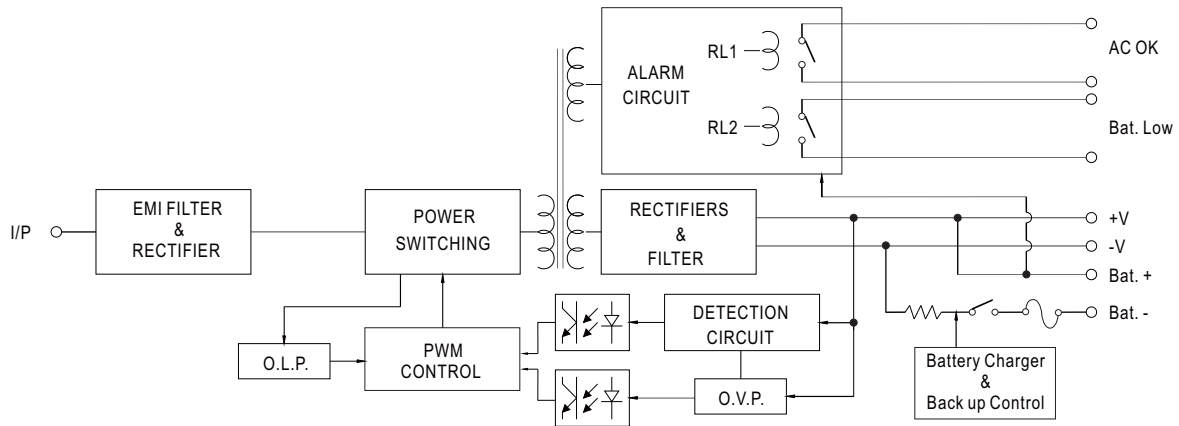 ALARM
CIRCUIT
RL1
RL2
AC OK
Bat. Low
I/P
EMI FILTER
&
RECTIFIER
POWER
SWITCHING
RECTIFIERS
&
FILTER
+V
-V
Bat. +
Bat. -
O.L.P.
PWM
CONTROL
DETECTION
CIRCUIT
O.V.P.
Battery Charger
&
Back up Control